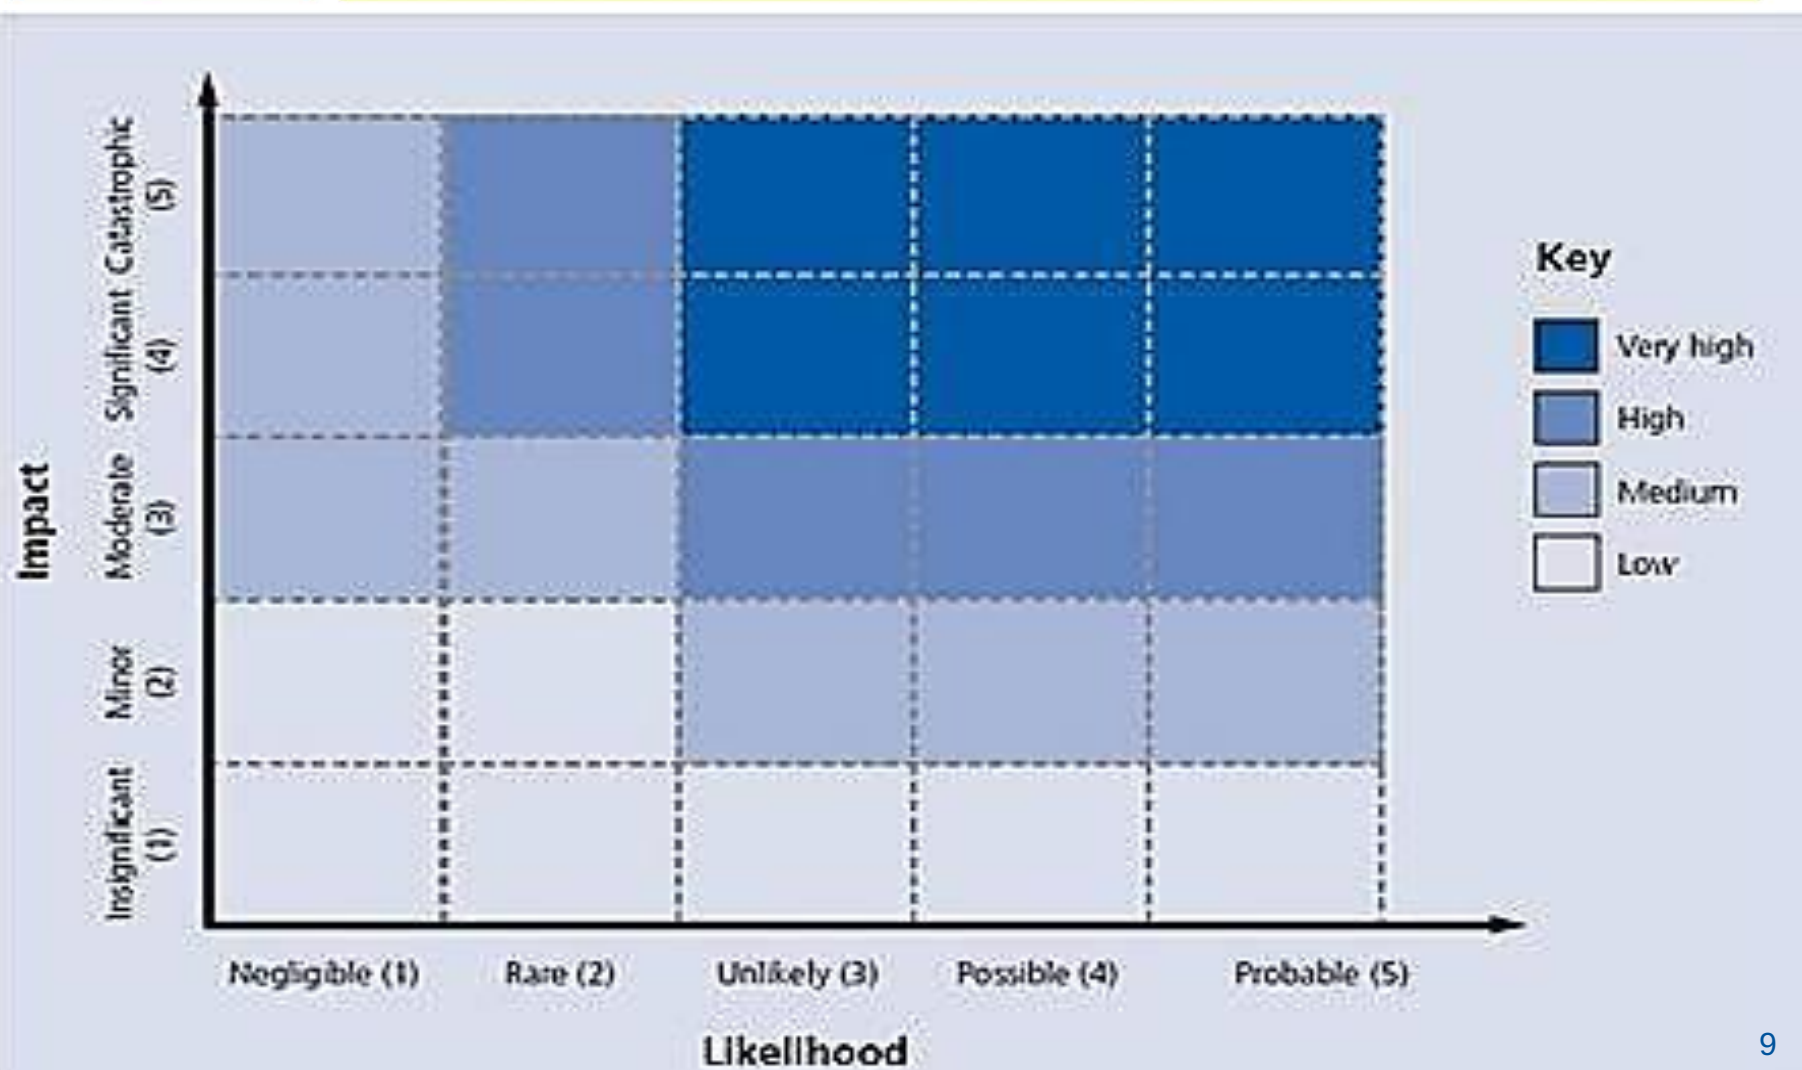 Impact
Catastrophic
(5)
Significant
(4)
Moderate
(3)
Minor
(2)
Insignificant
(1)
Negligible (1)
Rare (2)
Unlikely (3)
Possible (4)
Probable (5)
Likelihood
Key
Very high
High
Medium
Low
9